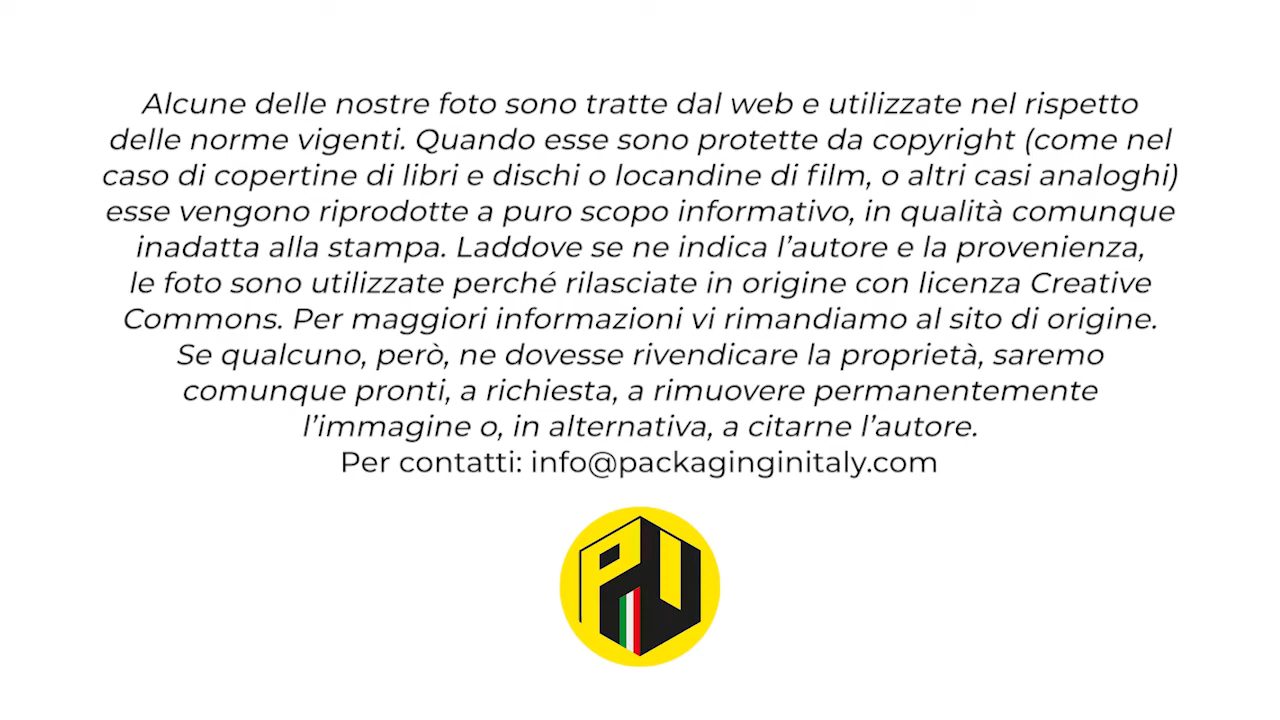 Alcune delle nostre foto sono tratte dal web e utilizzate nel rispetto
delle norme vigenti. Quando esse sono protette da copyright (come nel
caso di copertine di libri e dischi o locandine di film, o altri casi analoghi)
esse vengono riprodotte a puro scopo informativo, in qualità comunque
inadatta alla stampa. Laddove se ne indica l’autore e la provenienza,
le foto sono utilizzate perché rilasciate in origine con licenza Creative
Commons. Per maggiori informazioni vi rimandiamo al sito di origine.
Se qualcuno, però, ne dovesse rivendicare la proprietà, saremo
comunque pronti, a richiesta, a rimuovere permanentemente
l’immagine o, in alternativa, a citarne l’autore.
Per contatti: info@packaginginitaly.com